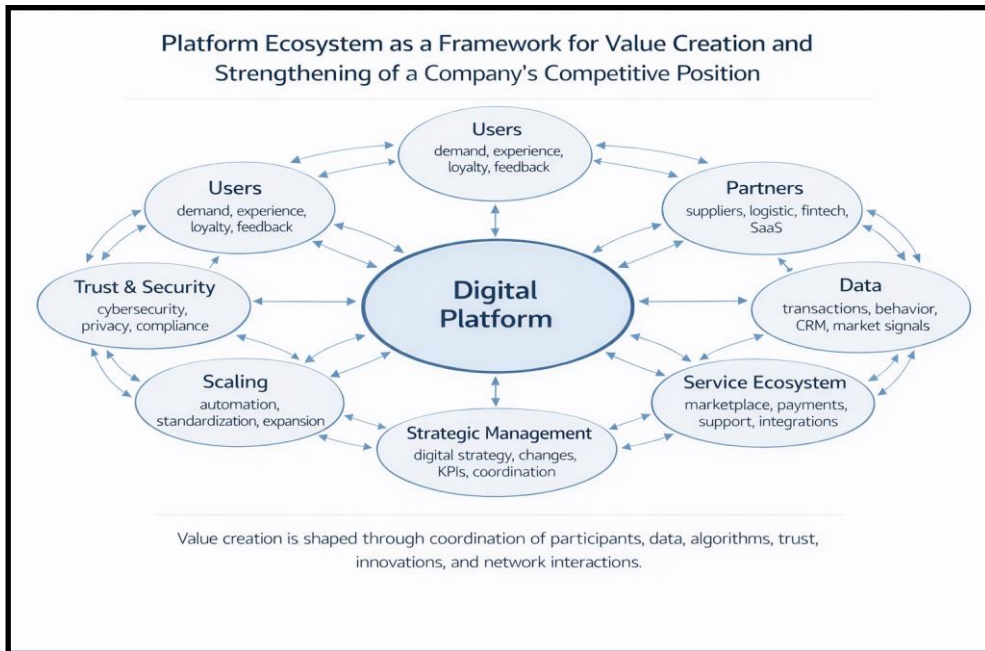 Platform Ecosystem as a Framework for Value Creation and
Strengthening of a Company's Competitive Position
Users
demand, experience,
loyalty, feedback
Users
demand, experience,
loyalty, feedback
Partners
suppliers, logistic, fintech,
SaaS
Digital
Platform
Trust & Security
cybersecurity,
privacy, compliance
Data
transactions, behavior,
CRM, market signals
Scaling
automation,
standardization, expansion
Service Ecosystem
marketplace, payments,
support, integrations
Strategic Management
digital strategy, changes,
KPIs, coordination
Value creation is shaped through coordination of participants, data, algorithms, trust,
innovations, and network interactions.